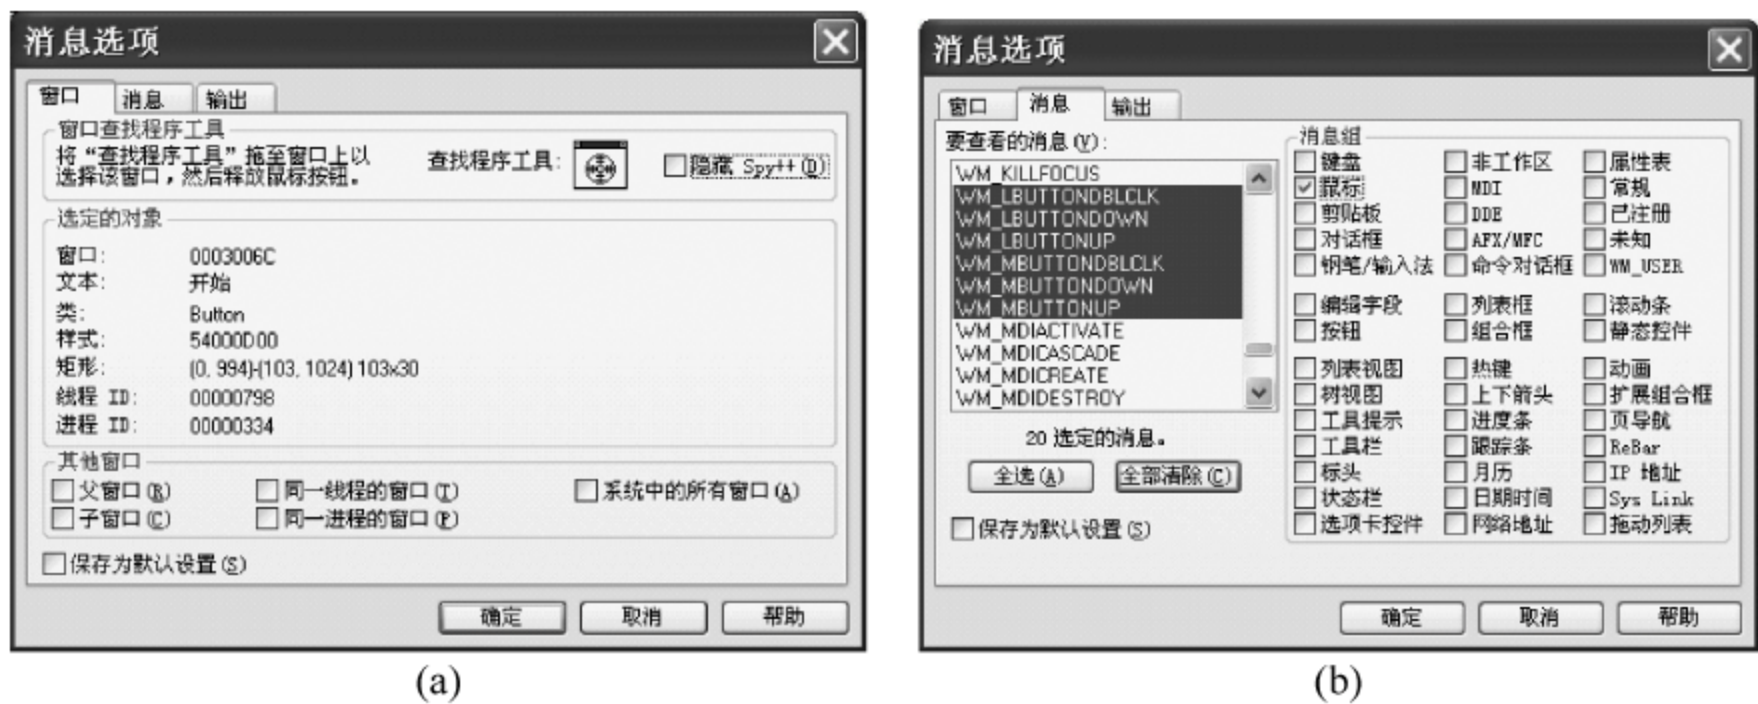 消息选项
窗口 消息 输出
窗口查找程序工具
将“查找程序工具”拖至窗口上以
选择该窗口，然后释放鼠标按钮。
查找程序工具:
隐藏 Spy++(D)
选定的对象
窗口: 0003006C
文本: 开始
类: Button
样式: 54000D00
矩形: (0, 994)-(103, 1024) 103x30
线程 ID: 00000798
进程 ID: 00000334
其他窗口
父窗口(R) 同一线程的窗口(T) 系统中的所有窗口(A)
子窗口(C) 同一进程的窗口(P)
保存为默认设置(S)
确定 取消 帮助
(a)
消息选项
窗口 消息 输出
要查看的消息(V):
WM_KILLFOCUS
WM_LBUTTONDBLCLK
WM_LBUTTONDOWN
WM_LBUTTONUP
WM_MBUTTONDBLCLK
WM_MBUTTONDOWN
WM_MBUTTONUP
WM_MDIACTIVATE
WM_MDICASCADE
WM_MDICREATE
WM_MDIDESTROY
20 选定的消息。
全选(A) 全部清除(C)
保存为默认设置(S)
消息组
键盘 非工作区 属性表
鼠标 MDI 常规
剪贴板 DDE 已注册
对话框 AFX/MFC 未知
钢笔/输入法 命令对话框 WM_USER
编辑字段 列表框 滚动条
按钮 组合框 静态控件
列表视图 热键 动画
树视图 上下箭头 扩展组合框
工具提示 进度条 页导航
工具栏 跟踪条 ReBar
标头 月历 IP 地址
状态栏 日期时间 Sys Link
选项卡控件 网络地址 拖动列表
确定 取消 帮助
(b)